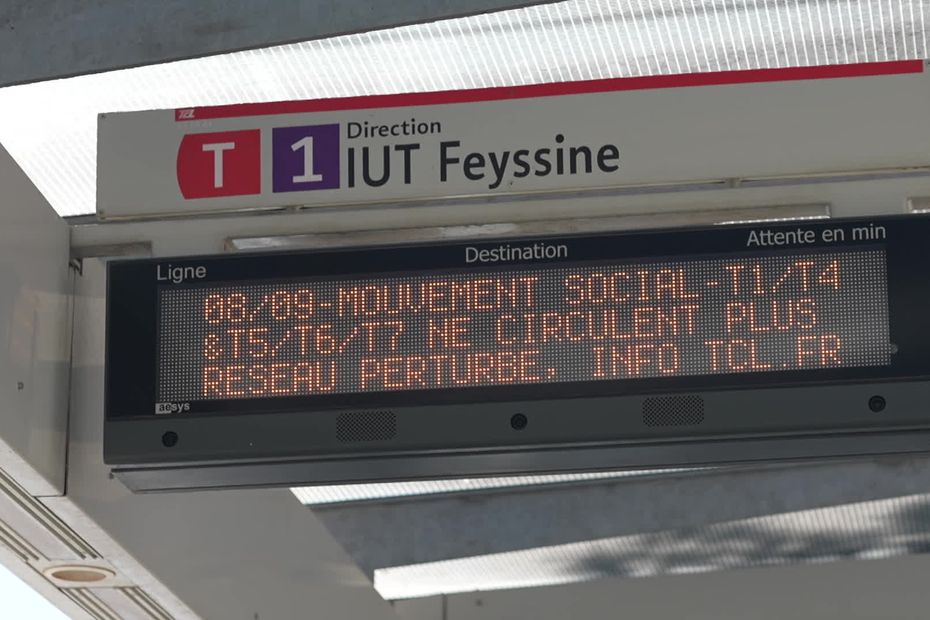 TCL
T 1 Direction
IUT Feyssine
Ligne Destination Attente en min
08/09-MOUVEMENT SOCIAL-T1/T4
&T5/T6/T7 NE CIRCULENT PLUS
RESEAU PERTURBE, INFO TCL.FR
aesys